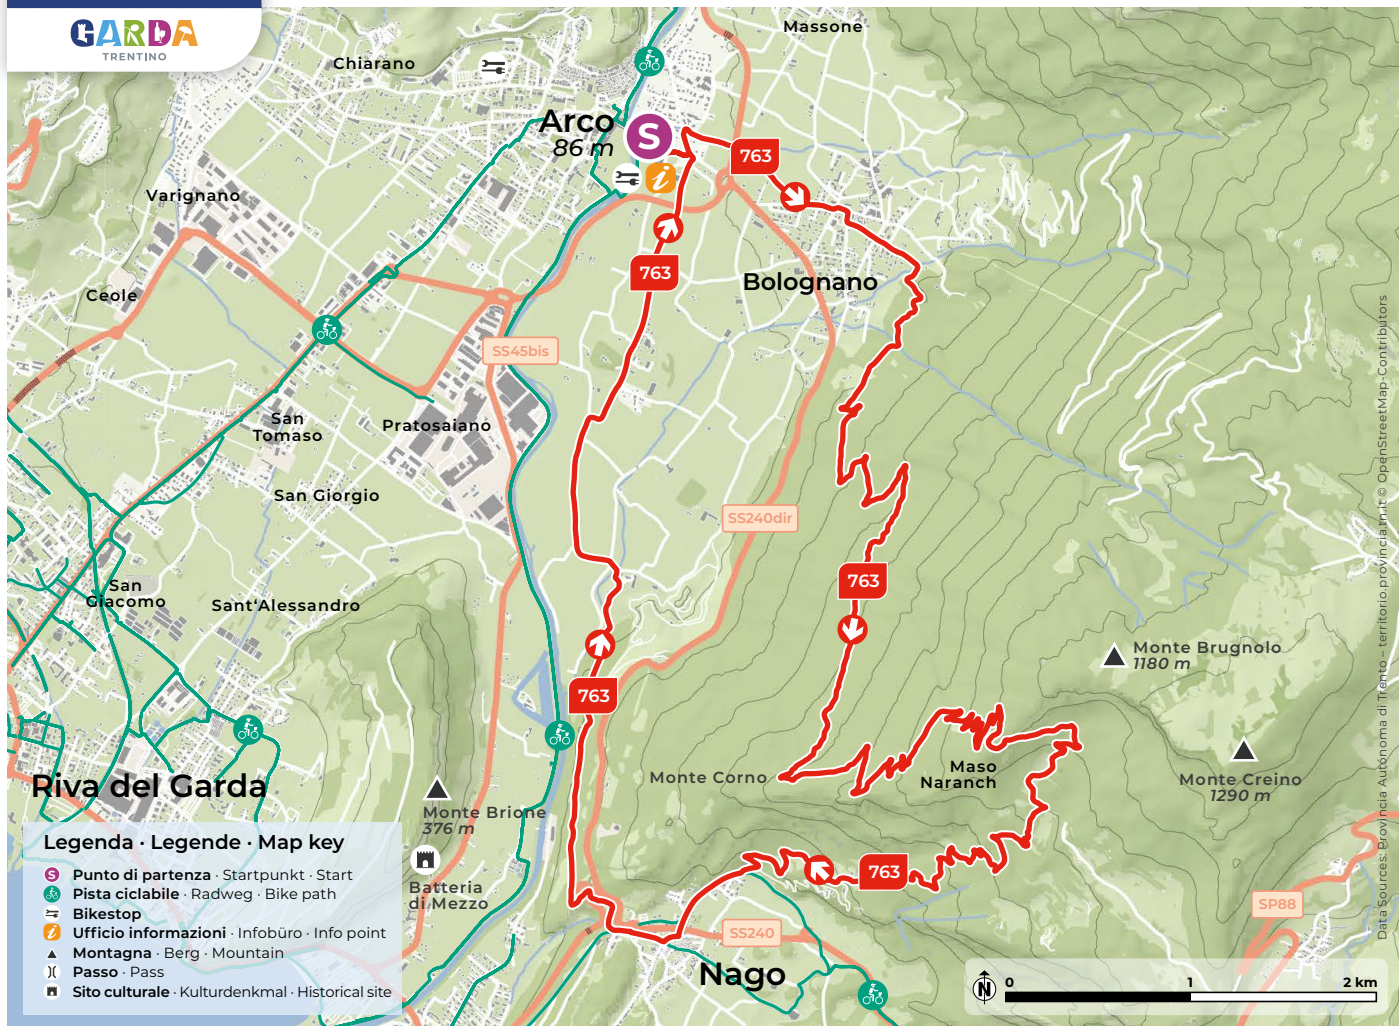 GARDA
TRENTINO
Massone
Chiarano
Arco
86 m
S
i
763
Varignano
763
Bolognano
Ceole
SS45bis
San
Tomaso
Pratosaiano
San Giorgio
SS240dir
763
San
Giacomo
Sant'Alessandro
Monte Brugnolo
1180 m
763
Riva del Garda
Monte Corno
Maso
Naranch
Monte Creino
1290 m
Monte Brione
376 m
Batteria
di Mezzo
763
SP88
SS240
Nago
Legenda · Legende · Map key
S Punto di partenza · Startpunkt · Start
Pista ciclabile · Radweg · Bike path
Bikestop
i Ufficio informazioni · Infobüro · Info point
Montagna · Berg · Mountain
Passo · Pass
Sito culturale · Kulturdenkmal · Historical site
N
0 1 2 km
Data Sources: Provincia Autonoma di Trento – territorio.provincia.tn.it © OpenStreetMap-Contributors